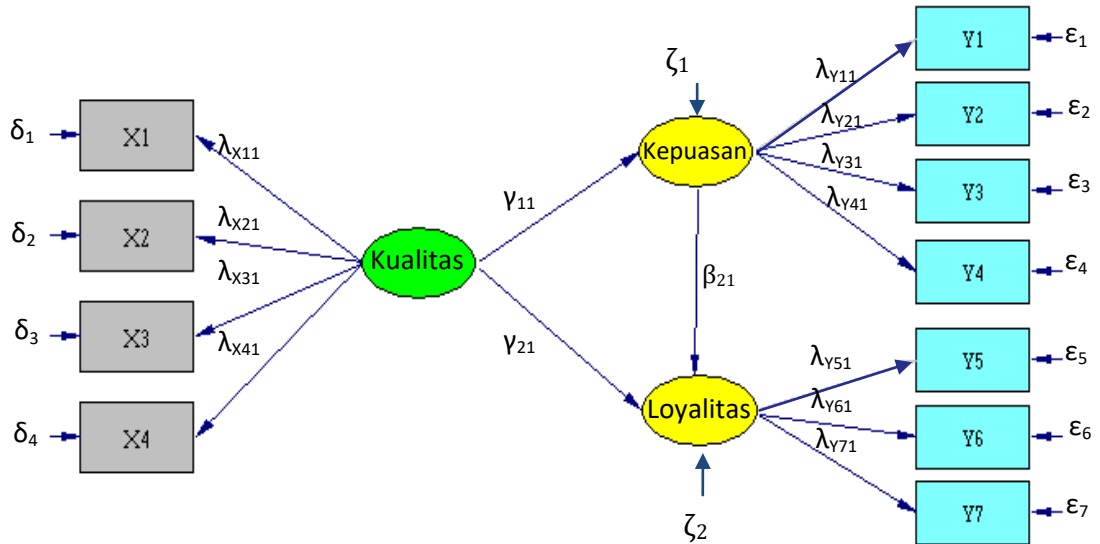 δ1
X1
λX11
δ2
X2
λX21
δ3
X3
λX31
δ4
X4
λX41
Kualitas
γ11
γ21
ζ1
Kepuasan
β21
Loyalitas
ζ2
λY11
Y1
ε1
λY21
Y2
ε2
λY31
Y3
ε3
λY41
Y4
ε4
λY51
Y5
ε5
λY61
Y6
ε6
λY71
Y7
ε7